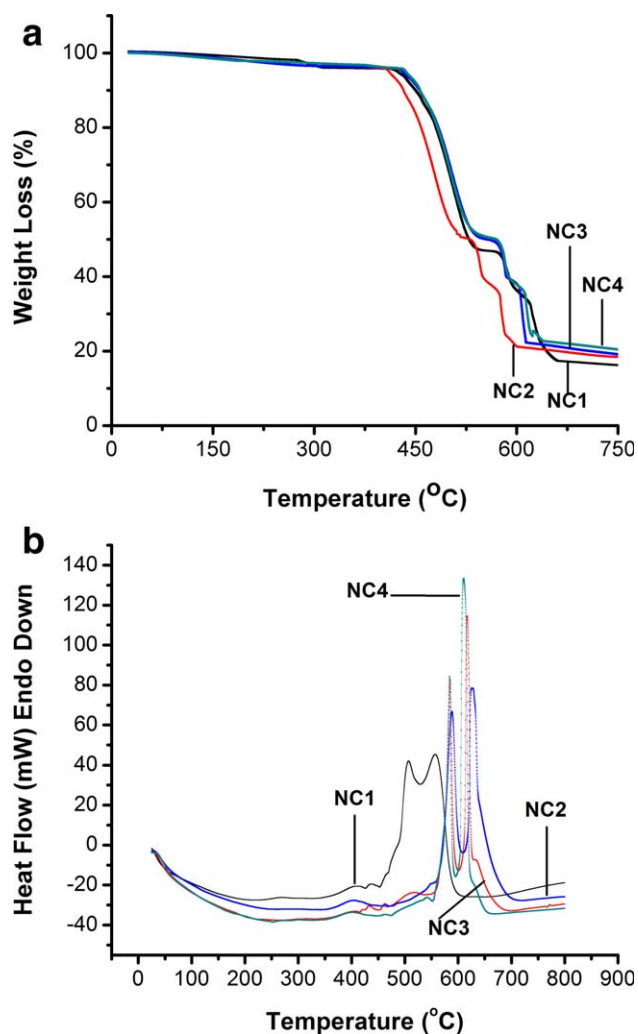 a
Weight Loss (%)
100
80
60
40
20
0
NC3
NC4
NC2
NC1
0 150 300 450 600 750
Temperature (°C)
b
Heat Flow (mW) Endo Down
140
120
100
80
60
40
20
0
-20
-40
NC4
NC1
NC2
NC3
0 100 200 300 400 500 600 700 800 900
Temperature (°C)